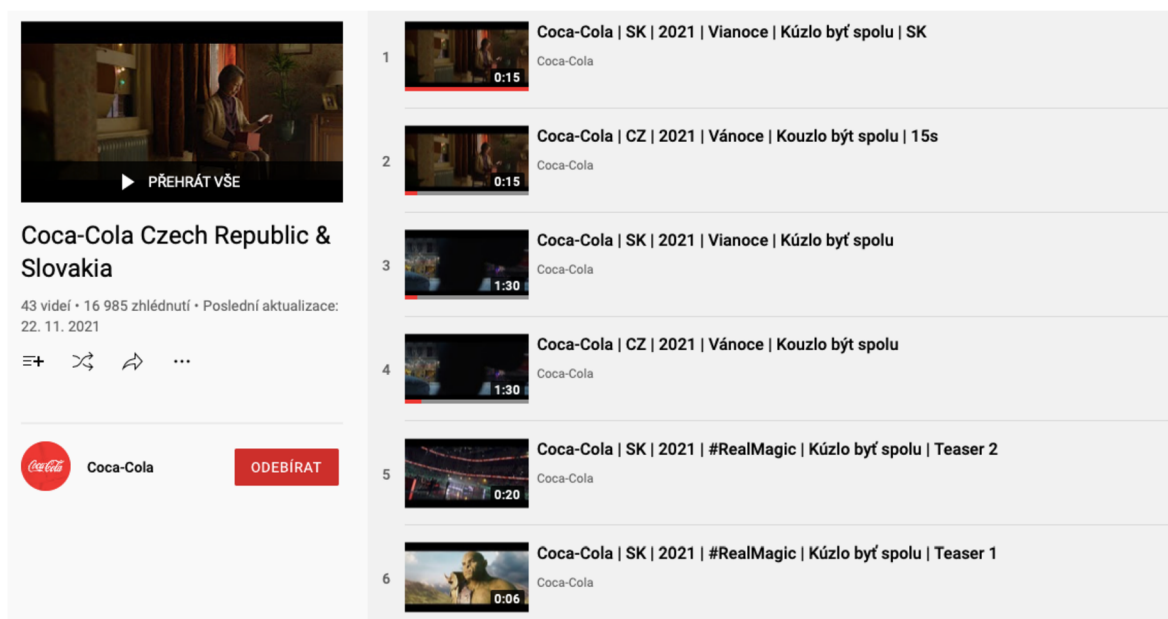 PŘEHRÁT VŠE
Coca-Cola Czech Republic &
Slovakia
43 videí • 16 985 zhlédnutí • Poslední aktualizace:
22. 11. 2021
Coca-Cola
Coca-Cola
ODEBÍRAT
1
0:15
Coca-Cola | SK | 2021 | Vianoce | Kúzlo byť spolu | SK
Coca-Cola
2
0:15
Coca-Cola | CZ | 2021 | Vánoce | Kouzlo být spolu | 15s
Coca-Cola
3
1:30
Coca-Cola | SK | 2021 | Vianoce | Kúzlo byť spolu
Coca-Cola
4
1:30
Coca-Cola | CZ | 2021 | Vánoce | Kouzlo být spolu
Coca-Cola
5
0:20
Coca-Cola | SK | 2021 | #RealMagic | Kúzlo byť spolu | Teaser 2
Coca-Cola
6
0:06
Coca-Cola | SK | 2021 | #RealMagic | Kúzlo byť spolu | Teaser 1
Coca-Cola